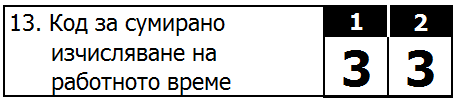 13. Код за сумирано
изчисляване на
работното време
1 2
3 3